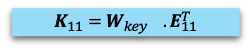 K₁₁ = W_key . E₁₁ᵀ